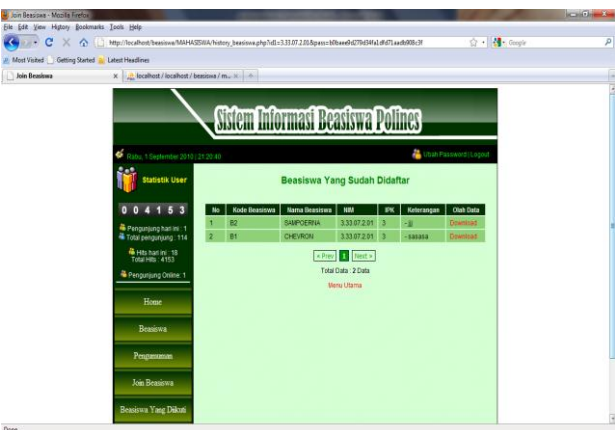 Join Beasiswa - Mozilla Firefox
File Edit View History Bookmarks Tools Help
Google
Most Visited Getting Started Latest Headlines
Join Beasiswa
localhost / localhost / beasiswa / m...
Sistem Informasi Beasiswa Polines
Rabu, 1 September 2010 | 21:20:40
Ubah Password | Logout
Statistik User
0 0 4 1 5 3
Pengunjung hari ini : 1
Total pengunjung : 114
Hits hari ini : 18
Total Hits : 4153
Pengunjung Online: 1
Home
Beasiswa
Pengumuman
Join Beasiswa
Beasiswa Yang Diikuti
Beasiswa Yang Sudah Didaftar
No Kode Beasiswa Nama Beasiswa NIM IPK Keterangan Olah Data
1 B2 SAMPOERNA 3.33.07.2.01 3 - jjj Download
2 B1 CHEVRON 3.33.07.2.01 3 - sasasa Download
« Prev 1 Next »
Total Data : 2 Data
Menu Utama
Done